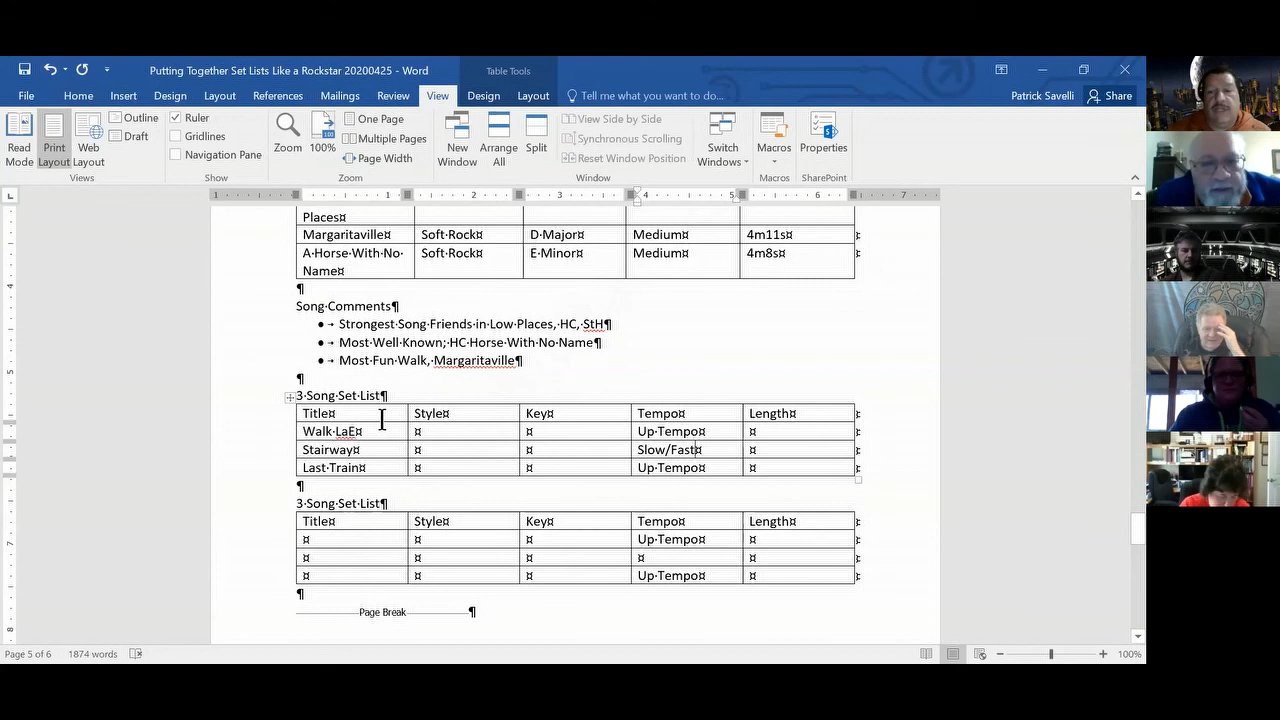 Putting Together Set Lists Like a Rockstar 20200425 - Word
Table Tools
File Home Insert Design Layout References Mailings Review View Design Layout Tell me what you want to do... Patrick Savelli Share
Read Mode
Print Layout
Web Layout
Outline
Draft
Views
Ruler
Gridlines
Navigation Pane
Show
Zoom
100%
One Page
Multiple Pages
Page Width
Zoom
New Window
Arrange All
Split
View Side by Side
Synchronous Scrolling
Reset Window Position
Switch Windows
Window
Macros
Macros
Properties
SharePoint
1 1 2 3 4 5 6 7
Places¤
Margaritaville¤ Soft·Rock¤ D·Major¤ Medium¤ 4m11s¤
A·Horse·With·No· Soft·Rock¤ E·Minor¤ Medium¤ 4m8s¤
Name¤
¶
Song·Comments¶
●→Strongest·Song·Friends·in·Low·Places,·HC,·StH¶
●→Most·Well·Known;·HC·Horse·With·No·Name¶
●→Most·Fun·Walk,·Margaritaville¶
¶
3·Song·Set·List¶
Title¤ Style¤ Key¤ Tempo¤ Length¤
Walk·LaE¤ ¤ ¤ Up·Tempo¤ ¤
Stairway¤ ¤ ¤ Slow/Fast¤ ¤
Last·Train¤ ¤ ¤ Up·Tempo¤ ¤
¶
3·Song·Set·List¶
Title¤ Style¤ Key¤ Tempo¤ Length¤
¤ ¤ ¤ Up·Tempo¤ ¤
¤ ¤ ¤ ¤ ¤
¤ ¤ ¤ Up·Tempo¤ ¤
¶
Page Break ¶
Page 5 of 6 1874 words 100%